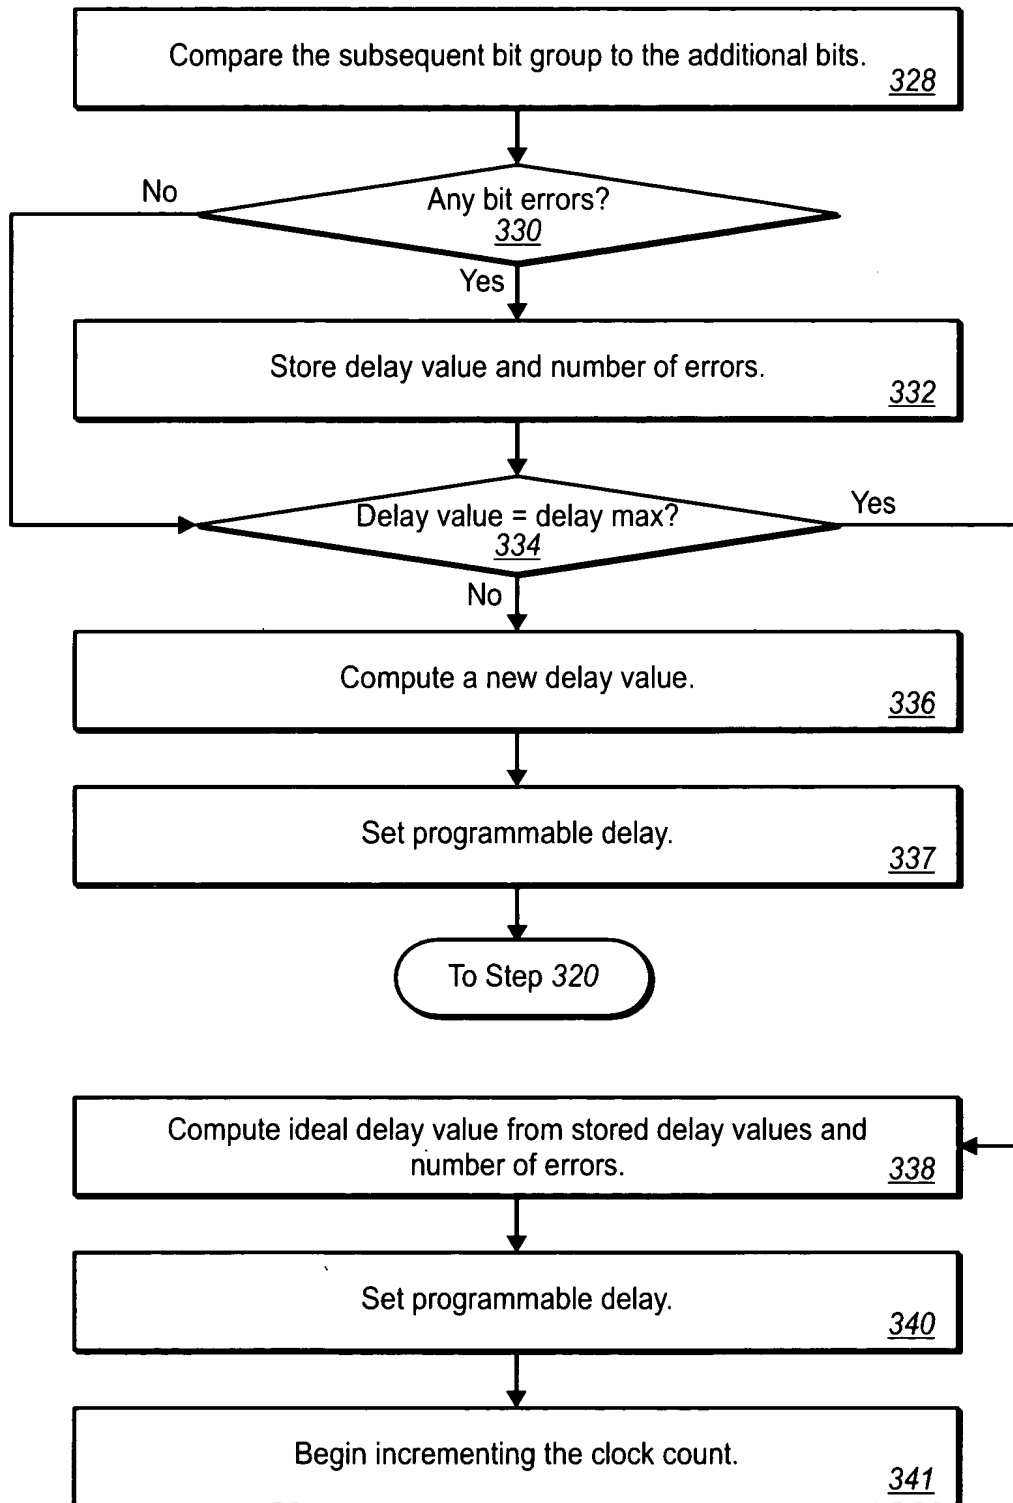 Compare the subsequent bit group to the additional bits.
328
No
Any bit errors?
330
Yes
Store delay value and number of errors.
332
Delay value = delay max?
Yes
334
No
Compute a new delay value.
336
Set programmable delay.
337
To Step 320
Compute ideal delay value from stored delay values and
number of errors.
338
Set programmable delay.
340
Begin incrementing the clock count.
341